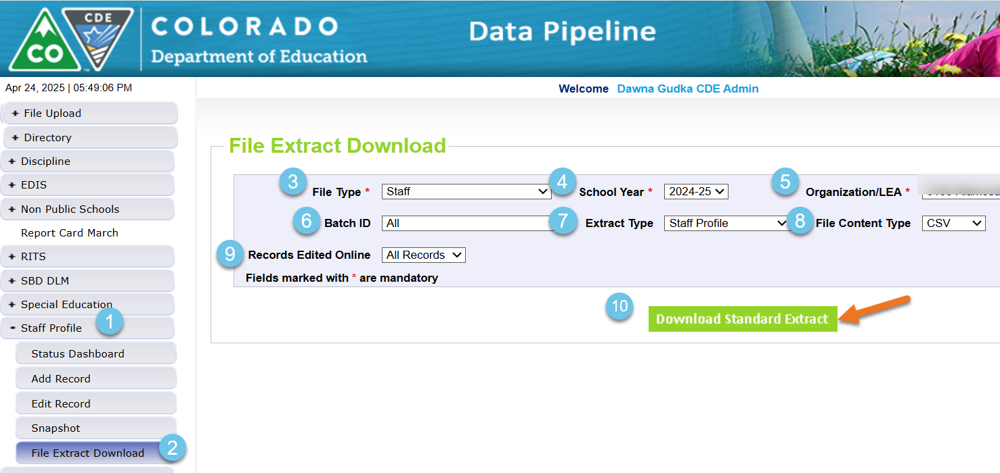 CDE
CO
™
COLORADO
Department of Education
Data Pipeline
Apr 24, 2025 | 05:49:06 PM
Welcome Dawna Gudka CDE Admin
+ File Upload
+ Directory
+ Discipline
+ EDIS
+ Non Public Schools
Report Card March
+ RITS
+ SBD DLM
+ Special Education
- Staff Profile 1
Status Dashboard
Add Record
Edit Record
Snapshot
File Extract Download 2
File Extract Download
3 File Type * Staff 4 School Year * 2024-25 5 Organization/LEA *
6 Batch ID All 7 Extract Type Staff Profile 8 File Content Type CSV
9 Records Edited Online All Records
Fields marked with * are mandatory
10 Download Standard Extract